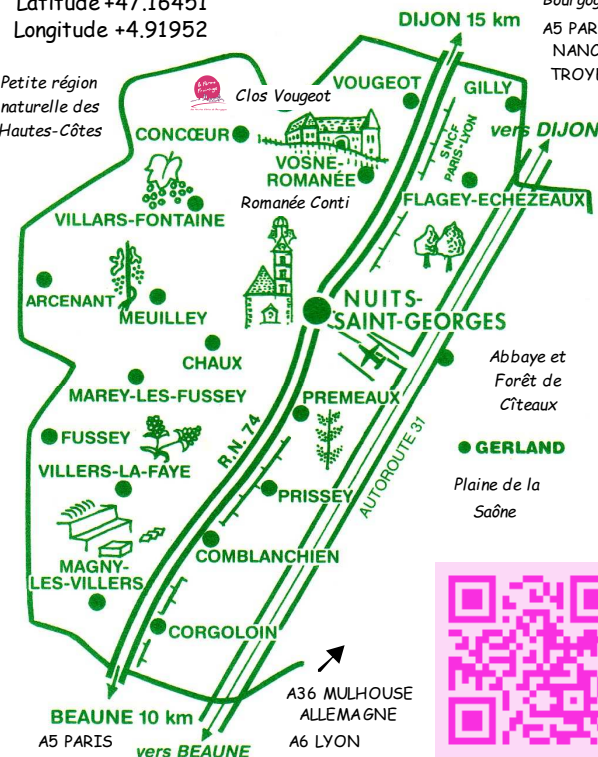 Latitude +47.16451
Longitude +4.91952
DIJON 15 km
A5 PAR
NANC
TROYE
Petite région
naturelle des
Hautes-Côtes
Clos Vougeot
VOUGEOT
GILLY
vers DIJON
CONCŒUR
SNCF
PARIS-LYON
VOSNE-
ROMANÉE
Romanée Conti
FLAGEY-ECHEZEAUX
VILLARS-FONTAINE
ARCENANT
MEUILLEY
NUITS-
SAINT-GEORGES
CHAUX
Abbaye et
Forêt de
Cîteaux
MAREY-LES-FUSSEY
PREMEAUX
R.N. 74
AUTOROUTE 31
FUSSEY
GERLAND
VILLERS-LA-FAYE
PRISSEY
Plaine de la
Saône
COMBLANCHIEN
MAGNY-
LES-VILLERS
CORGOLOIN
A36 MULHOUSE
ALLEMAGNE
BEAUNE 10 km
A5 PARIS
vers BEAUNE
A6 LYON